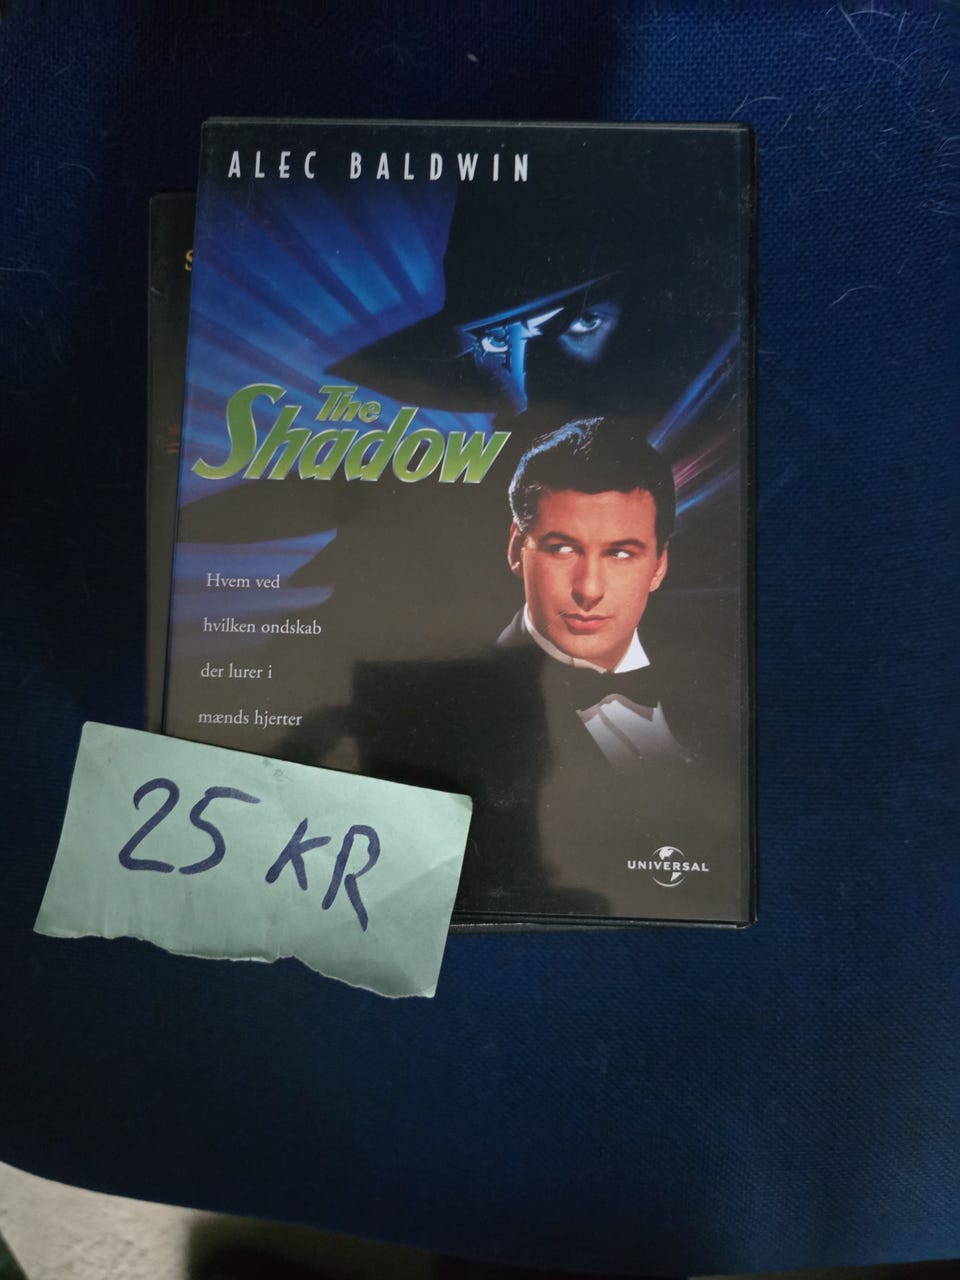 ALEC BALDWIN
S
The
Shadow
Hvem ved
hvilken ondskab
der lurer i
mænds hjerter
25 KR
UNIVERSAL